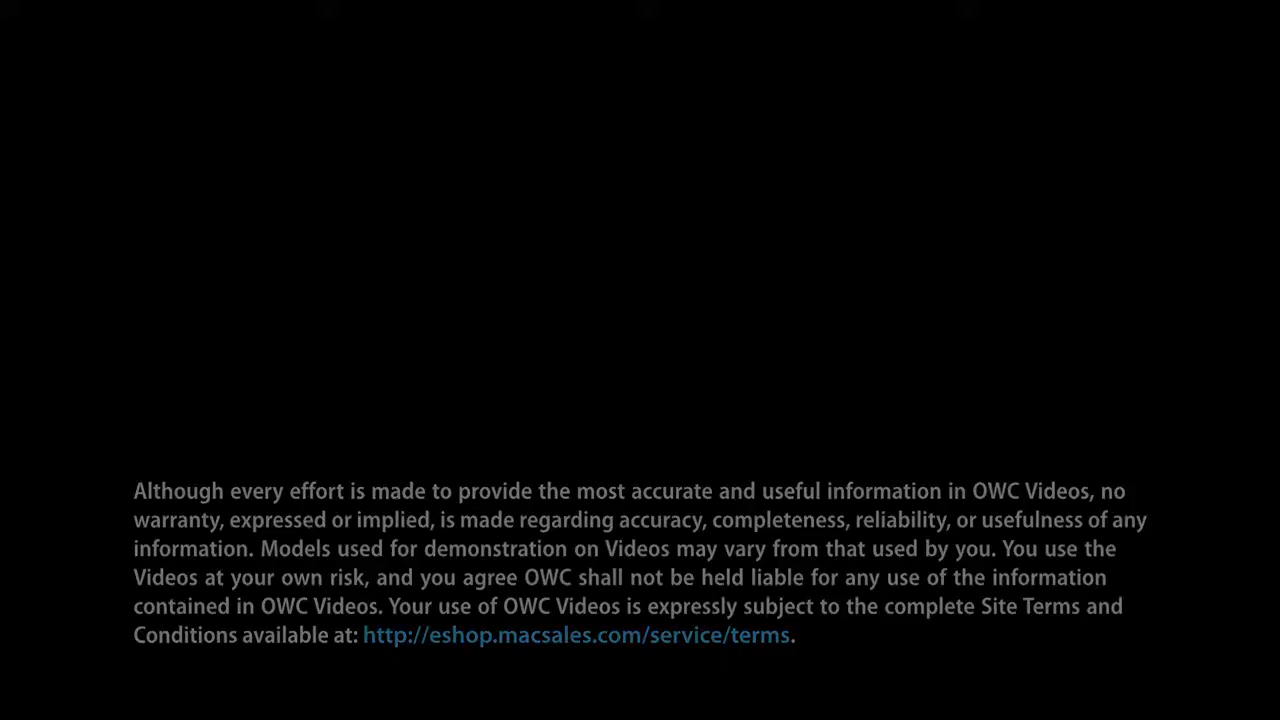 Although every effort is made to provide the most accurate and useful information in OWC Videos, no
warranty, expressed or implied, is made regarding accuracy, completeness, reliability, or usefulness of any
information. Models used for demonstration on Videos may vary from that used by you. You use the
Videos at your own risk, and you agree OWC shall not be held liable for any use of the information
contained in OWC Videos. Your use of OWC Videos is expressly subject to the complete Site Terms and
Conditions available at: http://eshop.macsales.com/service/terms.